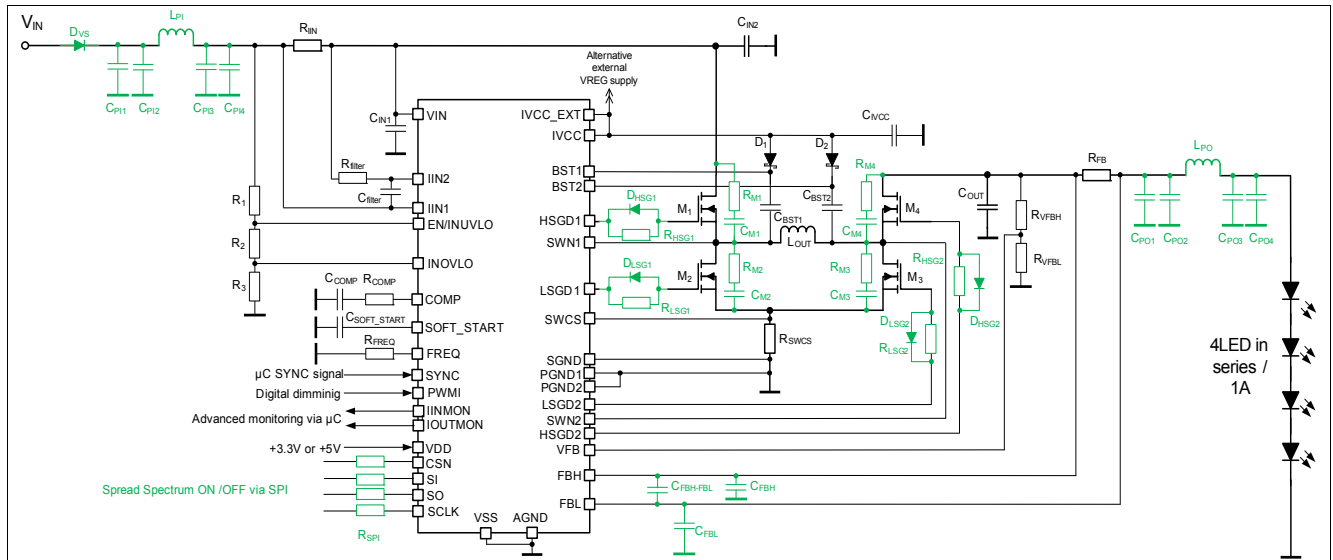 VIN
DVS
LPI
RIIN
CIN2
CPI1
CPI2
CPI3
CPI4
Alternative
external
VREG supply
CIN1
VIN
IVCC_EXT
IVCC
CIVCC
D1
D2
Rfilter
Cfilter
IIN2
IIN1
BST1
BST2
R1
R2
R3
EN/INUVLO
INOVLO
HSGD1
SWN1
LSGD1
SWCS
DHSG1
RHSG1
DLSG1
RLSG1
M1
M2
RM1
CM1
RM2
CM2
CBST1
CBST2
LOUT
RM4
CM4
RM3
CM3
M4
M3
COUT
RVFBH
RVFBL
RFB
LPO
CPO1
CPO2
CPO3
CPO4
RHSG2
DHSG2
DLSG2
RLSG2
RSWCS
CCOMP
RCOMP
COMP
CSOFT_START
SOFT_START
RFREQ
FREQ
SGND
PGND1
PGND2
µC SYNC signal
SYNC
Digital dimminig
PWMI
LSGD2
SWN2
HSGD2
Advanced monitoring via µC
IINMON
IOUTMON
VFB
+3.3V or +5V
VDD
CSN
SI
SO
SCLK
Spread Spectrum ON /OFF via SPI
RSPI
FBH
FBL
CFBH-FBL
CFBH
CFBL
VSS
AGND
4LED in
series /
1A